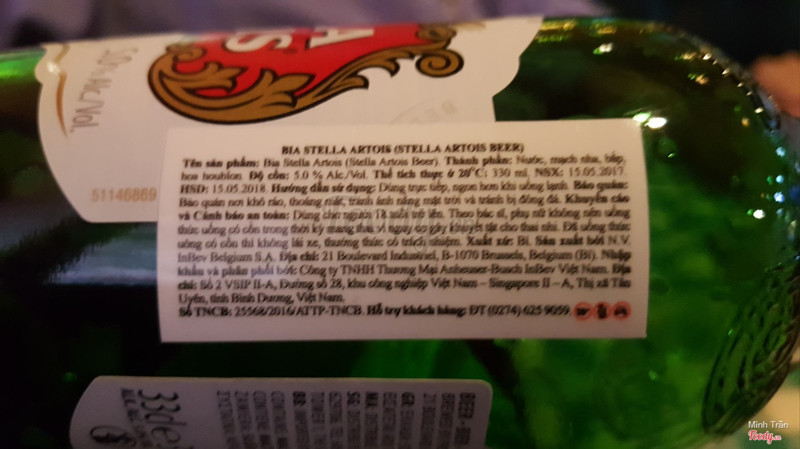 5.0% Alc./Vol.
51146869
BIA STELLA ARTOIS (STELLA ARTOIS BEER)
Tên sản phẩm: Bia Stella Artois (Stella Artois Beer). Thành phần: Nước, mạch nha, bắp,
hoa houblon. Độ cồn: 5.0 % Alc./Vol. Thể tích thực ở 20°C: 330 ml. NSX: 15.05.2017.
HSD: 15.05.2018. Hướng dẫn sử dụng: Dùng trực tiếp, ngon hơn khi uống lạnh. Bảo quản:
Bảo quản nơi khô ráo, thoáng mát, tránh ánh nắng mặt trời và tránh bị đông đá. Khuyến cáo
và Cảnh báo an toàn: Dùng cho người 18 tuổi trở lên. Theo bác sĩ, phụ nữ không nên uống
thức uống có cồn trong thời kỳ mang thai vì nguy cơ gây khuyết tật cho thai nhi. Đã uống thức
uống có cồn thì không lái xe, thưởng thức có trách nhiệm. Xuất xứ: Bỉ. Sản xuất bởi N.V.
InBev Belgium S.A. Địa chỉ: 21 Boulevard Industriel, B-1070 Brussels, Belgium (Bỉ). Nhập
khẩu và phân phối bởi: Công ty TNHH Thương Mại Anheuser-Busch InBev Việt Nam. Địa
chỉ: Số 2 VSIP II-A, Đường số 28, khu công nghiệp Việt Nam – Singapore II – A, Thị xã Tân
Uyên, tỉnh Bình Dương, Việt Nam.
Số TNCB: 25568/2016/ATTP-TNCB. Hỗ trợ khách hàng: ĐT (0274) 625 9059.
33cl
BEER - 
Minh Trần
Foody.vn